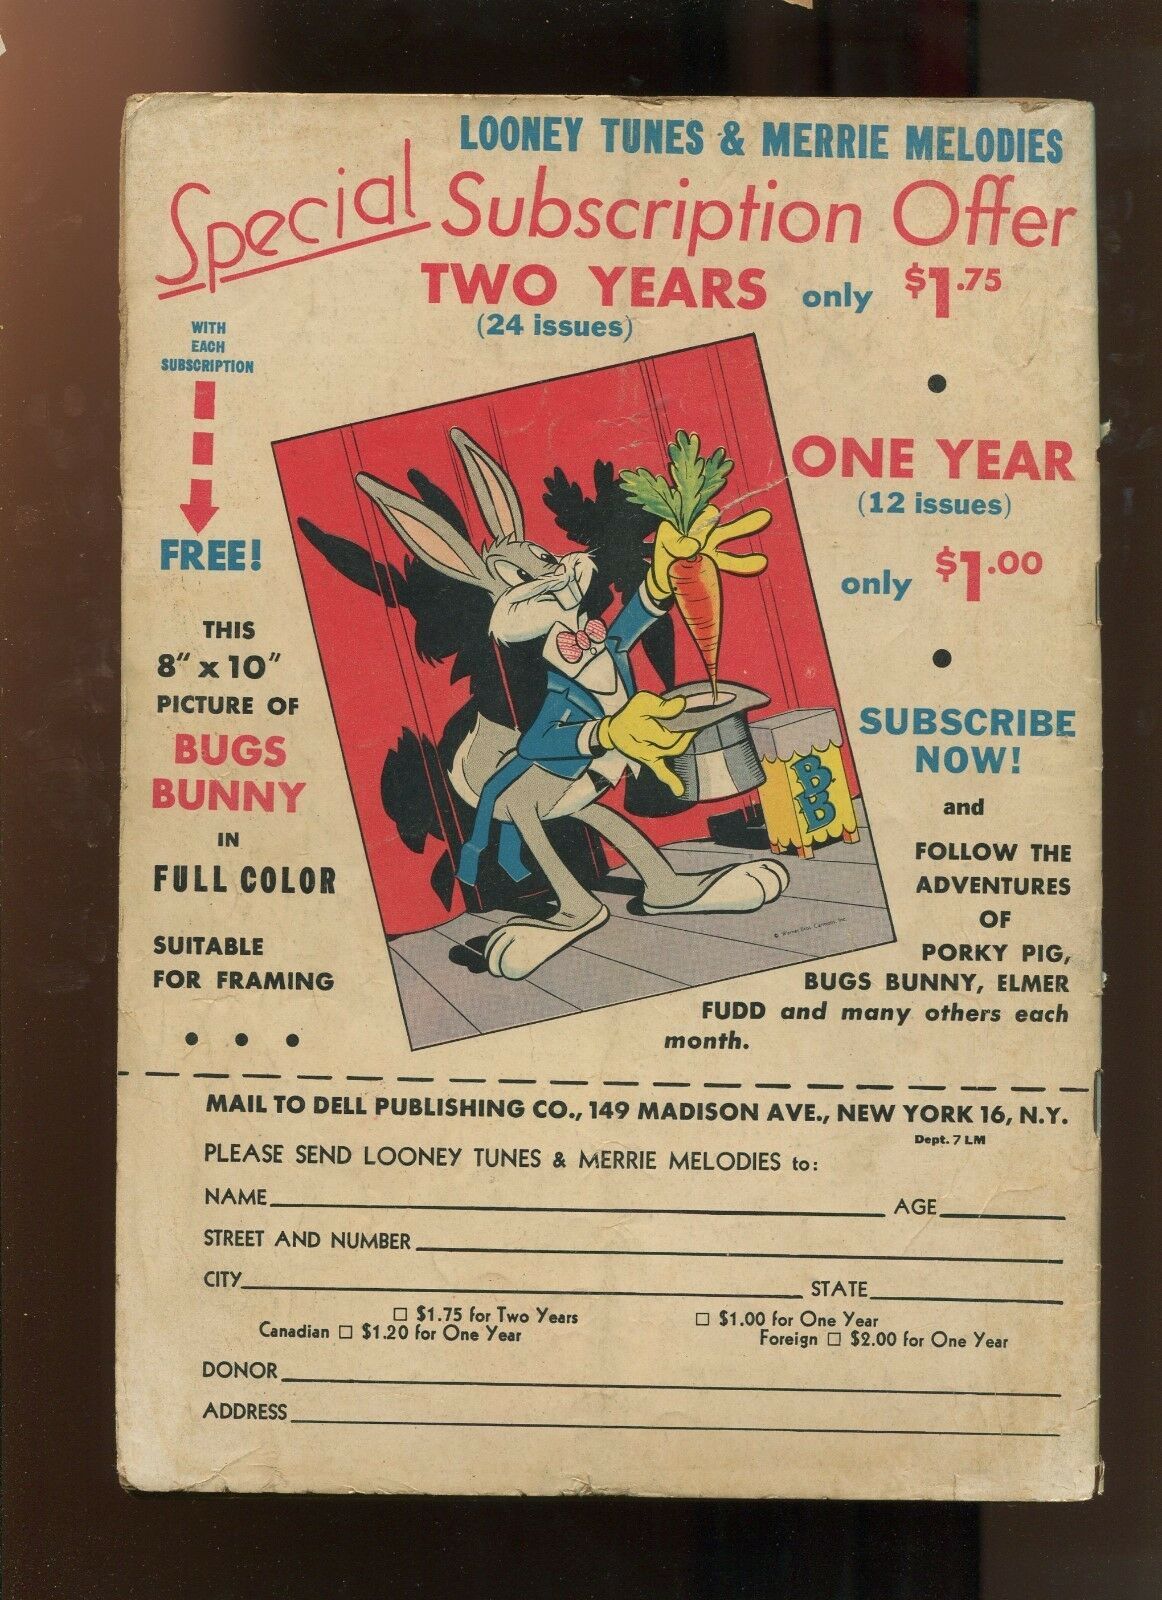 LOONEY TUNES & MERRIE MELODIES
Special Subscription Offer
TWO YEARS only $1.75
(24 issues)
WITH
EACH
SUBSCRIPTION
FREE!
THIS
8" x 10"
PICTURE OF
BUGS
BUNNY
IN
FULL COLOR
SUITABLE
FOR FRAMING
ONE YEAR
(12 issues)
only $1.00
SUBSCRIBE
NOW!
and
FOLLOW THE
ADVENTURES
OF
PORKY PIG,
BUGS BUNNY, ELMER
FUDD and many others each
month.
BB
© Warner Bros. Cartoons, Inc.
MAIL TO DELL PUBLISHING CO., 149 MADISON AVE., NEW YORK 16, N.Y.
Dept. 7 LM
PLEASE SEND LOONEY TUNES & MERRIE MELODIES to:
NAME AGE
STREET AND NUMBER
CITY STATE
□ $1.75 for Two Years □ $1.00 for One Year
Canadian □ $1.20 for One Year Foreign □ $2.00 for One Year
DONOR
ADDRESS